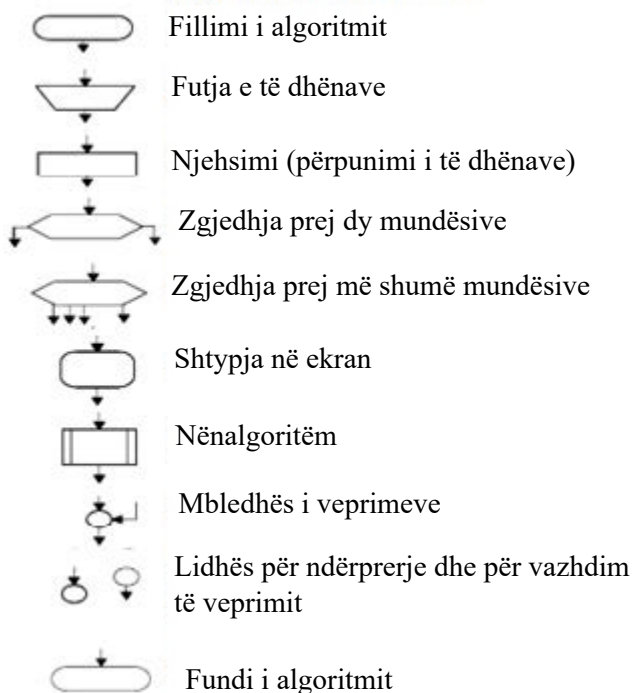 Fillimi i algoritmit
Futja e të dhënave
Njehsimi (përpunimi i të dhënave)
Zgjedhja prej dy mundësive
Zgjedhja prej më shumë mundësive
Shtypja në ekran
Nënalgoritëm
Mbledhës i veprimeve
Lidhës për ndërprerje dhe për vazhdim
të veprimit
Fundi i algoritmit